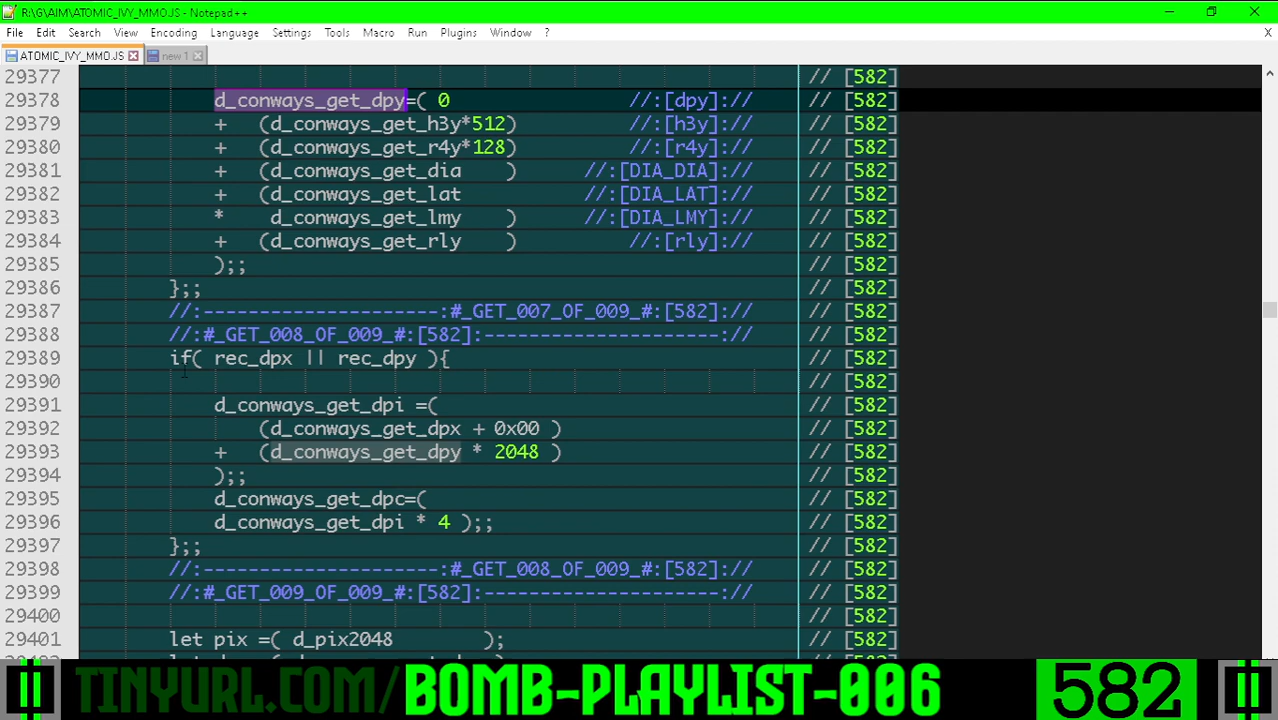 R:\G\AIM\ATOMIC_IVY_MMO.JS - Notepad++
File Edit Search View Encoding Language Settings Tools Macro Run Plugins Window ? X
ATOMIC_IVY_MMO.JS new 1
29377 // [582]
29378 d_conways_get_dpy=( 0 //:[dpy]:// // [582]
29379 + (d_conways_get_h3y*512) //:[h3y]:// // [582]
29380 + (d_conways_get_r4y*128) //:[r4y]:// // [582]
29381 + (d_conways_get_dia ) //:[DIA_DIA]:// // [582]
29382 + (d_conways_get_lat //:[DIA_LAT]:// // [582]
29383 * d_conways_get_lmy ) //:[DIA_LMY]:// // [582]
29384 + (d_conways_get_rly ) //:[rly]:// // [582]
29385 );; // [582]
29386 };; // [582]
29387 //:---------------------:#_GET_007_OF_009_#:[582]:// // [582]
29388 //:#_GET_008_OF_009_#:[582]:---------------------:// // [582]
29389 if( rec_dpx || rec_dpy ){ // [582]
29390 // [582]
29391 d_conways_get_dpi =( // [582]
29392 (d_conways_get_dpx + 0x00 ) // [582]
29393 + (d_conways_get_dpy * 2048 ) // [582]
29394 );; // [582]
29395 d_conways_get_dpc=( // [582]
29396 d_conways_get_dpi * 4 );; // [582]
29397 };; // [582]
29398 //:---------------------:#_GET_008_OF_009_#:[582]:// // [582]
29399 //:#_GET_009_OF_009_#:[582]:---------------------:// // [582]
29400 // [582]
29401 let pix =( d_pix2048 ); // [582]
TINYURL.COM/BOMB-PLAYLIST-006 582